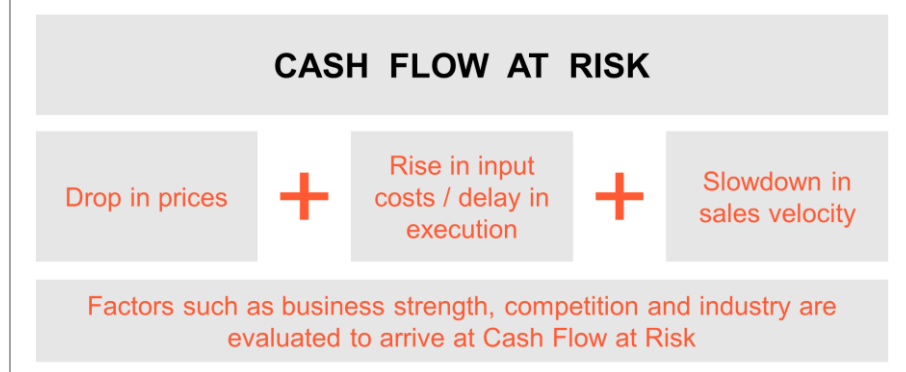 CASH FLOW AT RISK
Drop in prices
+
Rise in input
costs / delay in
execution
+
Slowdown in
sales velocity
Factors such as business strength, competition and industry are
evaluated to arrive at Cash Flow at Risk